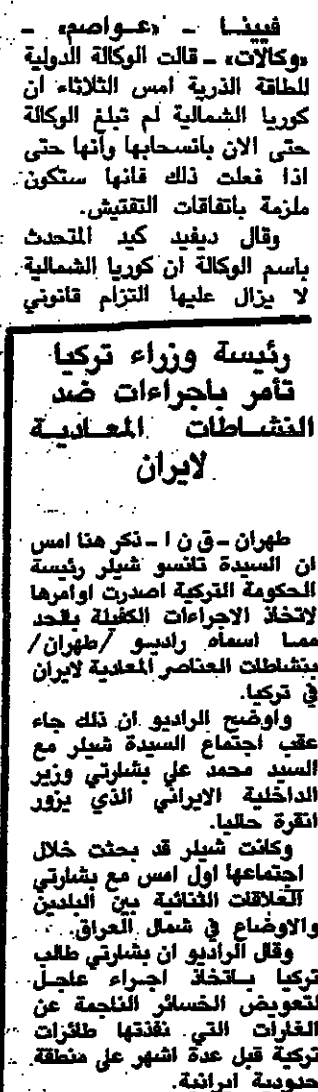 فيينا - «عواصم» -
«وكالات» - قالت الوكالة الدولية
للطاقة الذرية امس الثلاثاء ان
كوريا الشمالية لم تبلغ الوكالة
حتى الان بانسحابها وأنها حتى
اذا فعلت ذلك فانها ستكون
ملزمة باتفاقات التفتيش.
وقال ديفيد كيد المتحدث
باسم الوكالة ان كوريا الشمالية
لا يزال عليها التزام قانوني
رئيسة وزراء تركيا
تأمر باجراءات ضد
النشاطات المعادية
لايران
طهران - ق ن ا - ذكر هنا امس
ان السيدة تانسو شيلر رئيسة
الحكومة التركية اصدرت اوامرها
لاتخاذ الاجراءات الكفيلة بالحد
مما اسماه راديو /طهران/
بنشاطات العناصر المعادية لايران
في تركيا.
واوضح الراديو ان ذلك جاء
عقب اجتماع السيدة شيلر مع
السيد محمد علي بشارتي وزير
الداخلية الايراني الذي يزور
انقرة حاليا.
وكانت شيلر قد بحثت خلال
اجتماعها اول امس مع بشارتي
العلاقات الثنائية بين البلدين
والاوضاع في شمال العراق.
وقال الراديو ان بشارتي طالب
تركيا باتخاذ اجراء عاجل
لتعويض الخسائر الناجمة عن
الغارات التي نفذتها طائرات
تركية قبل عدة اشهر على منطقة
حدودية ايرانية.